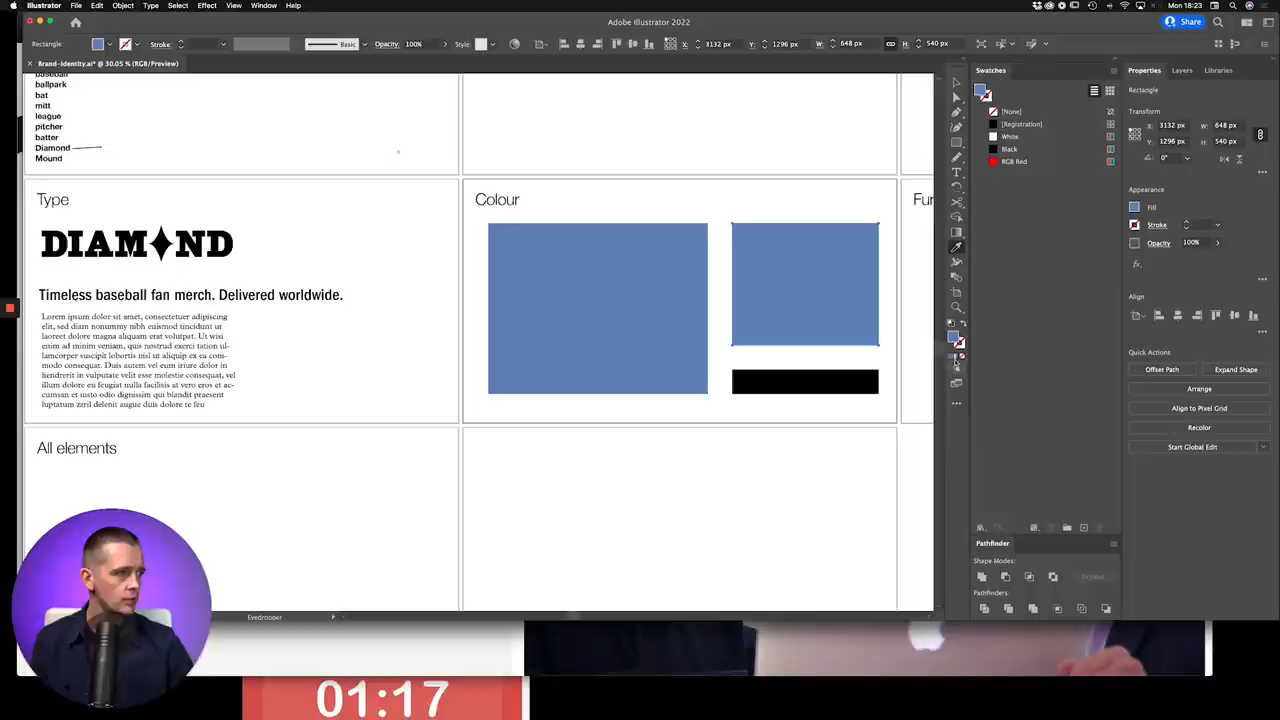 Illustrator File Edit Object Type Select Effect View Window Help
Mon 18:23
Adobe Illustrator 2022
Share
Rectangle
Stroke:
Basic
Opacity: 100%
Style:
X: 3132 px Y: 1296 px W: 648 px H: 540 px
Brand-identity.ai* @ 30.05 % (RGB/Preview)
baseball
ballpark
bat
mitt
league
pitcher
batter
Diamond
Mound
Type
DIAM♦ND
Timeless baseball fan merch. Delivered worldwide.
Lorem ipsum dolor sit amet, consectetuer adipiscing
elit, sed diam nonummy nibh euismod tincidunt ut
laoreet dolore magna aliquam erat volutpat. Ut wisi
enim ad minim veniam, quis nostrud exerci tation ul-
lamcorper suscipit lobortis nisl ut aliquip ex ea com-
modo consequat. Duis autem vel eum iriure dolor in
hendrerit in vulputate velit esse molestie consequat,
vel illum dolore eu feugiat nulla facilisis at vero eros et ac-
cumsan et iusto odio dignissim qui blandit praesent
luptatum zzril delenit augue duis dolore te feu
Colour
Fur
All elements
Eyedropper
Swatches
[None]
[Registration]
White
Black
RGB Red
Pathfinder
Shape Modes:
Expand
Pathfinders:
Properties Layers Libraries
Rectangle
Transform
X: 3132 px W: 648 px
Y: 1296 px H: 540 px
0°
Appearance
Fill
Stroke
Opacity 100%
fx.
Align
Quick Actions
Offset Path Expand Shape
Arrange
Align to Pixel Grid
Recolor
Start Global Edit
01:17